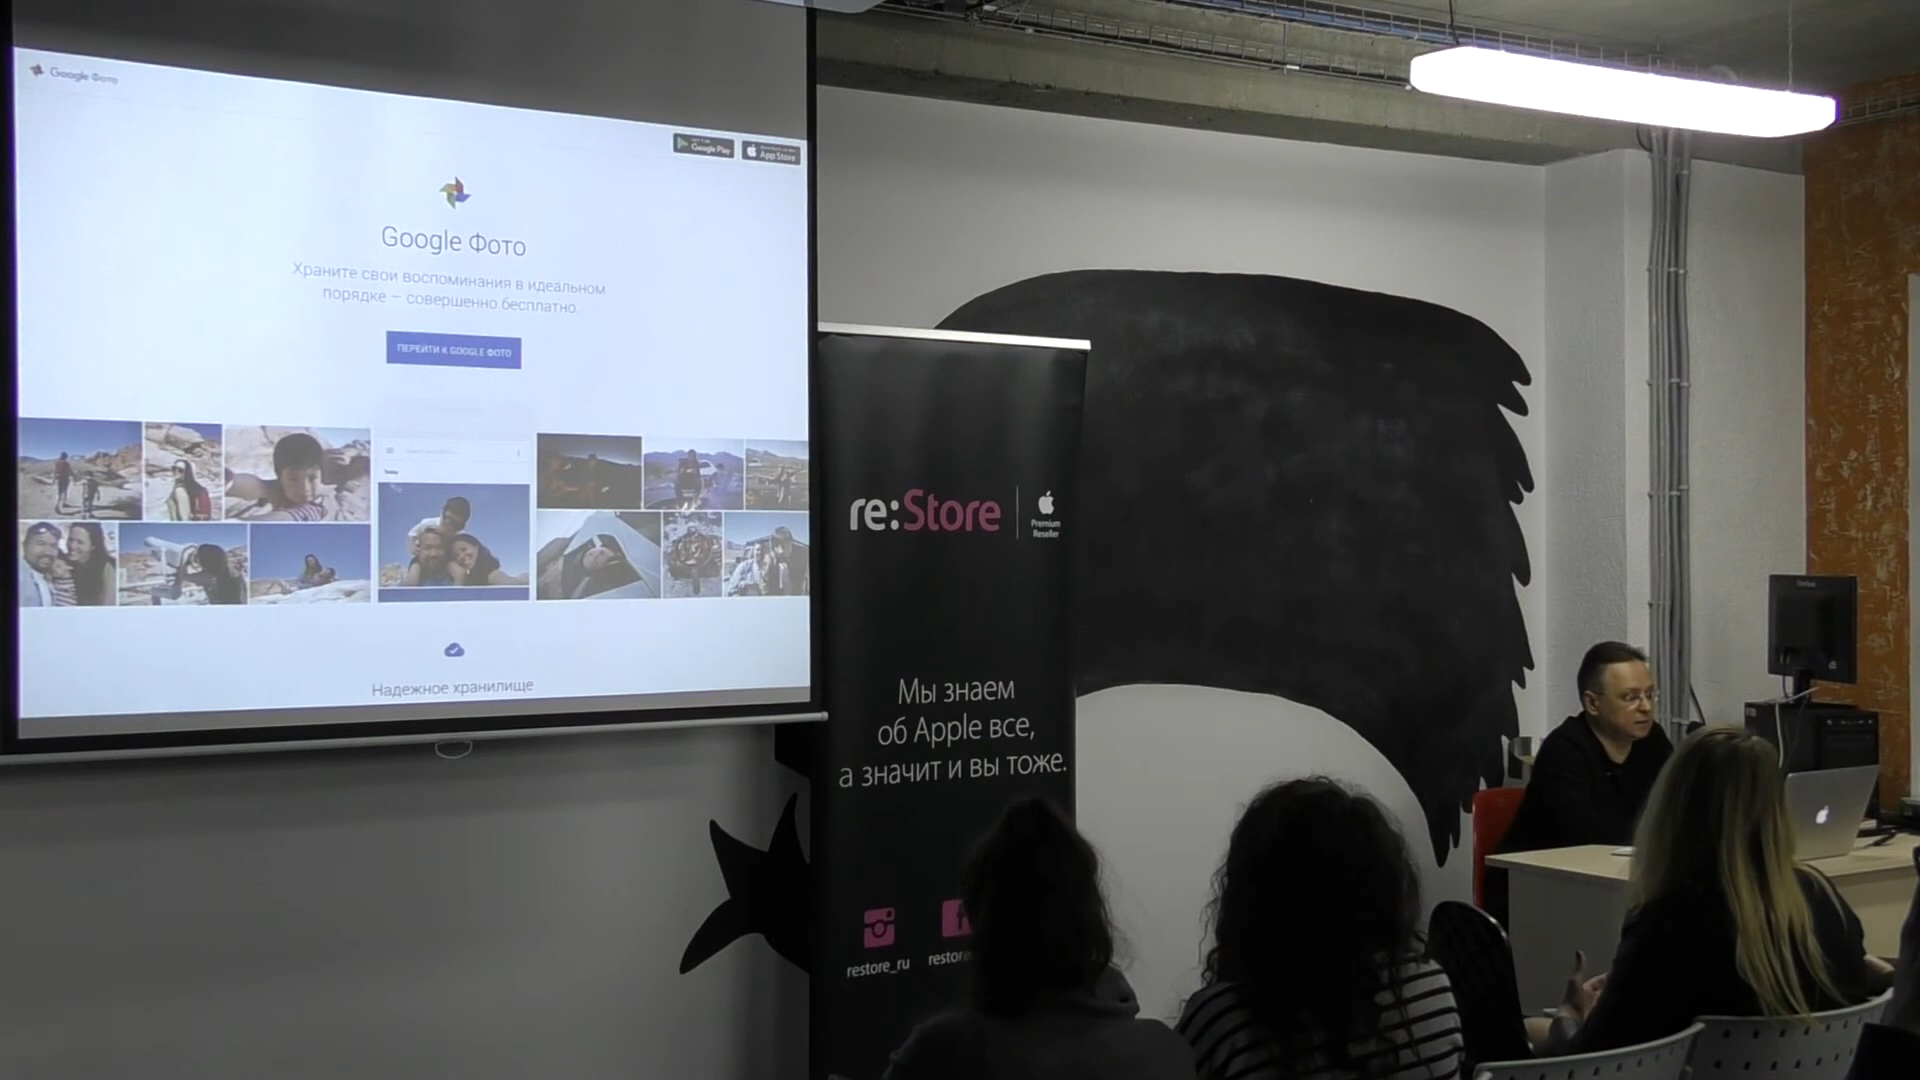 Google Фото
Google Play
App Store
Google Фото
Храните свои воспоминания в идеальном
порядке – совершенно бесплатно.
ПЕРЕЙТИ К GOOGLE ФОТО
Надежное хранилище
re:Store
Premium
Reseller
Мы знаем
об Apple все,
а значит и вы тоже.
restore_ru